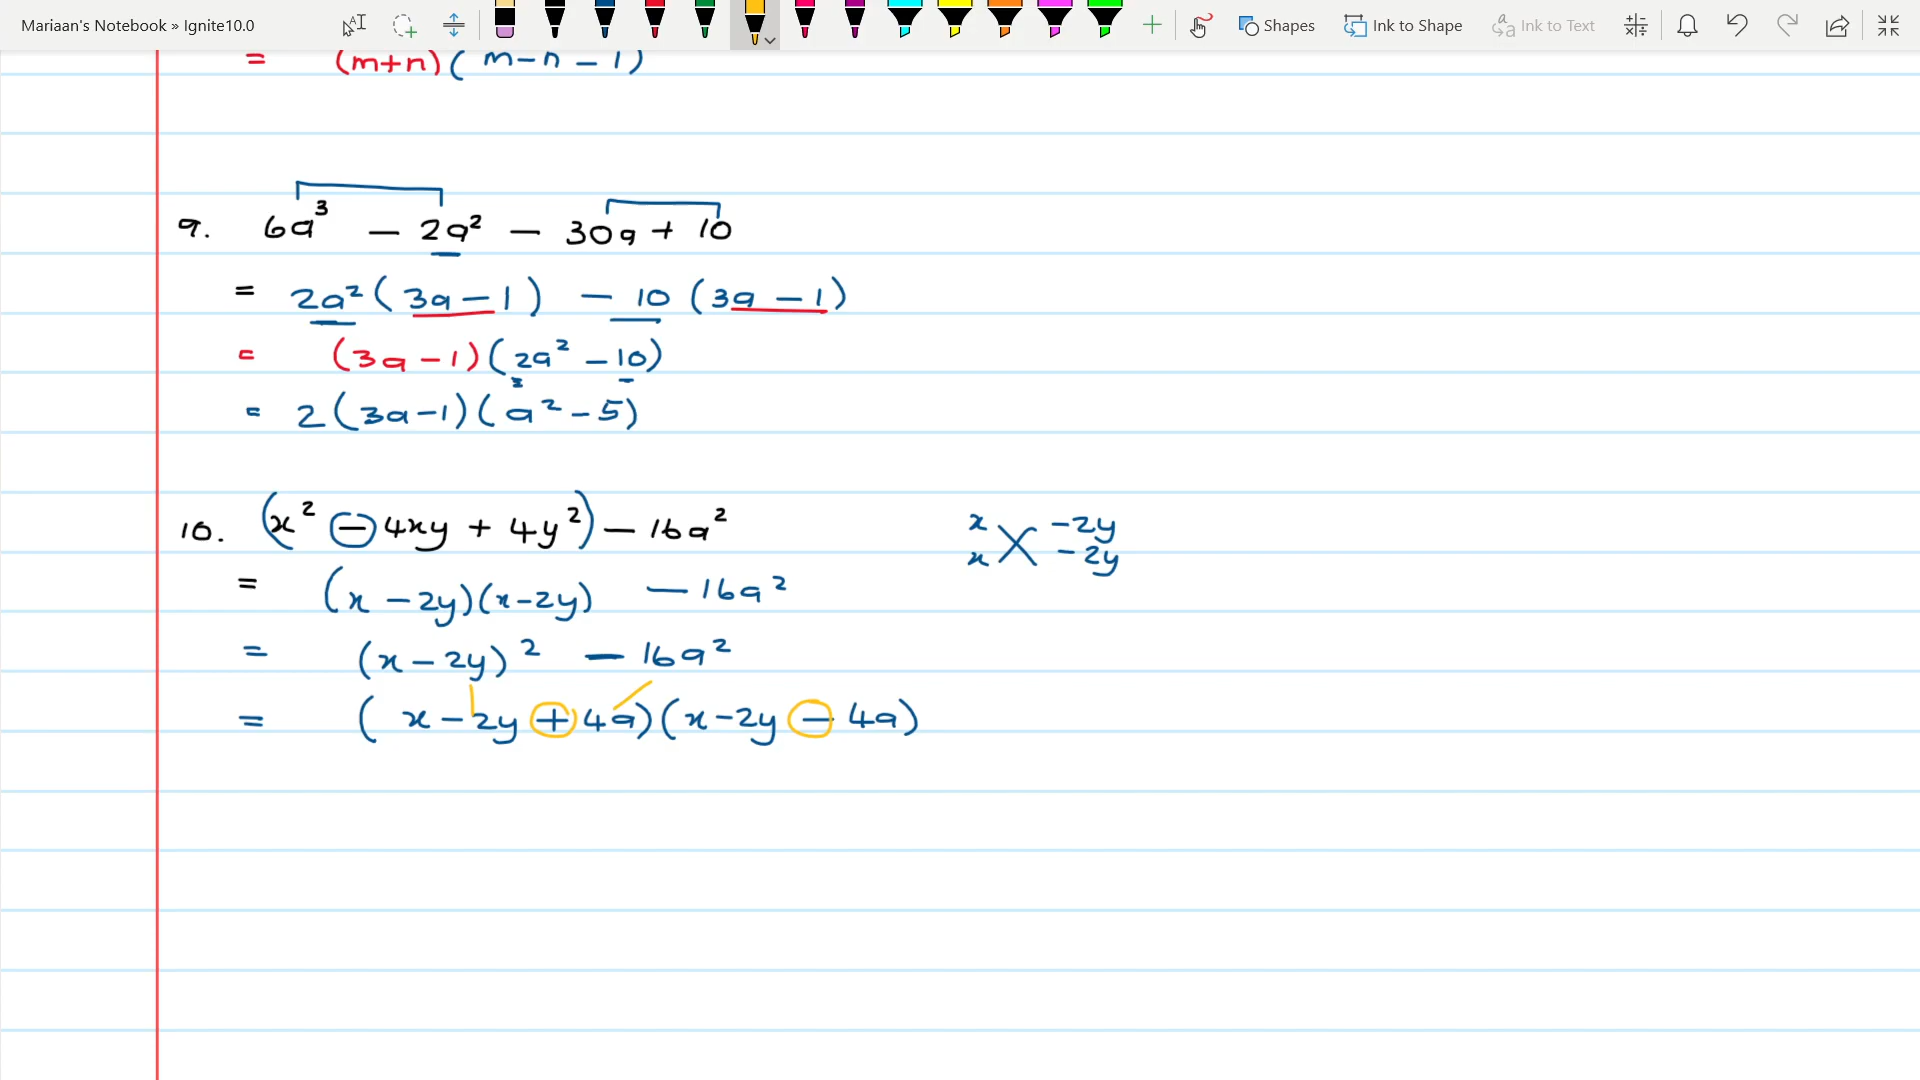 Mariaan's Notebook » Ignite10.0
Shapes
Ink to Shape
Ink to Text
= (m+n)(m-n-1)
9. 6a³ - 2a² - 30a + 10
= 2a²(3a-1) - 10(3a-1)
= (3a-1)(2a²-10)
= 2(3a-1)(a²-5)
10. (x² - 4xy + 4y²) - 16a²
x -2y
x -2y
= (x-2y)(x-2y) - 16a²
= (x-2y)² - 16a²
= (x-2y+4a)(x-2y-4a)